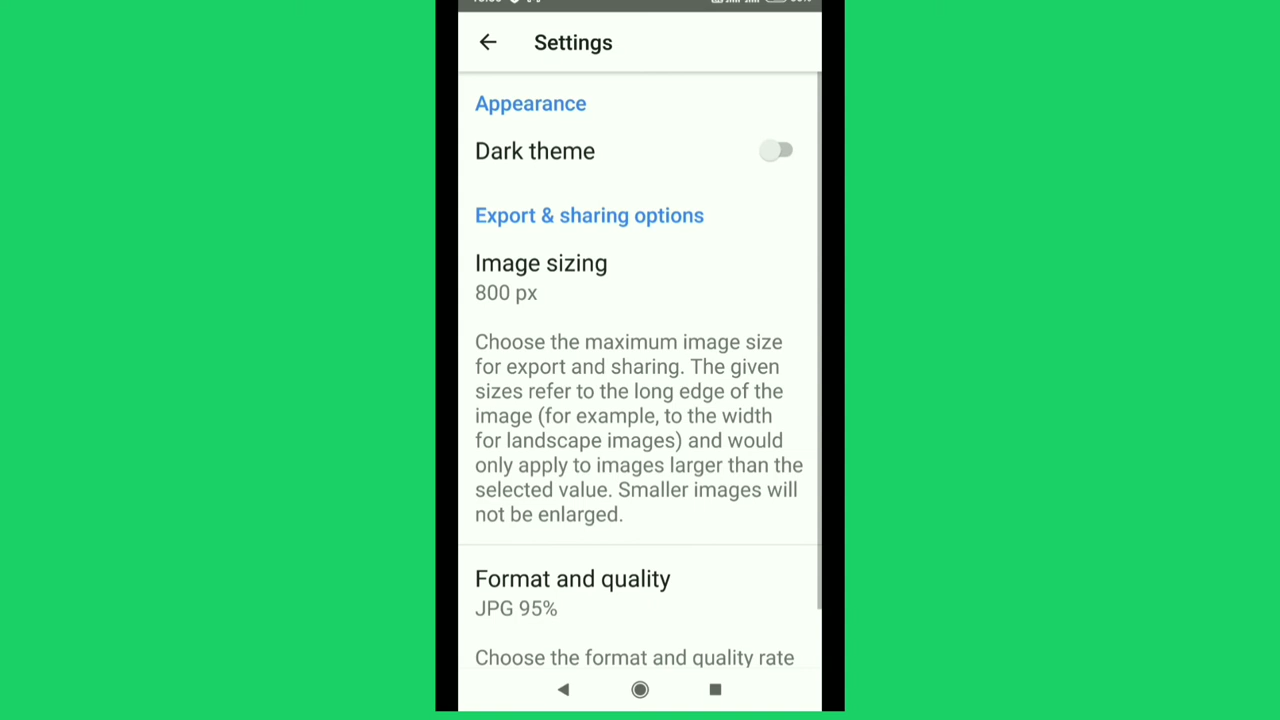 Settings
Appearance
Dark theme
Export & sharing options
Image sizing
800 px
Choose the maximum image size
for export and sharing. The given
sizes refer to the long edge of the
image (for example, to the width
for landscape images) and would
only apply to images larger than the
selected value. Smaller images will
not be enlarged.
Format and quality
JPG 95%
Choose the format and quality rate